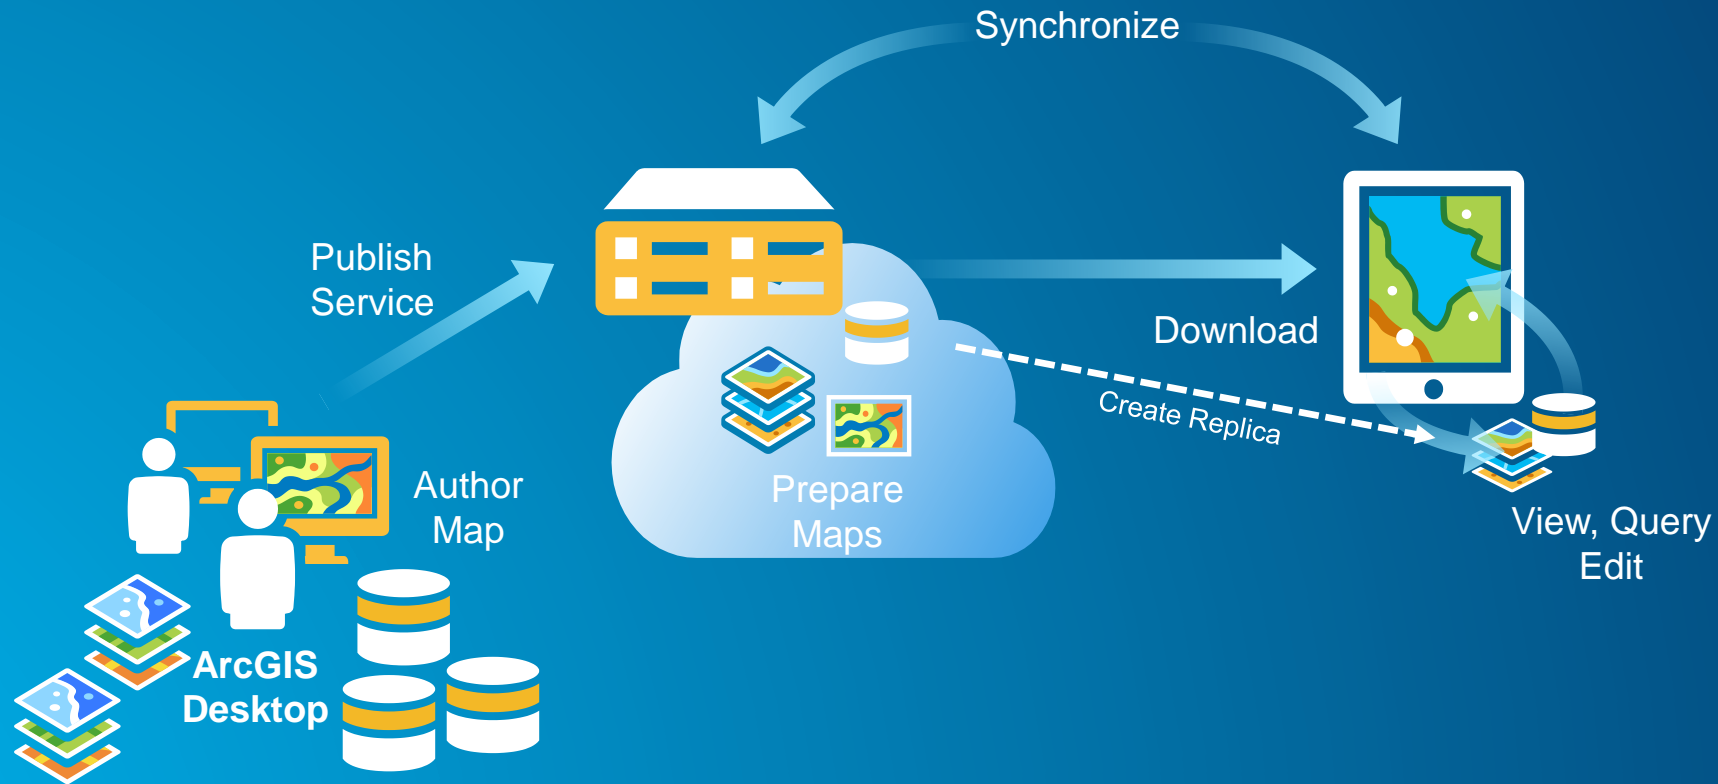 Synchronize
Publish
Service
Download
Create Replica
Author
Map
Prepare
Maps
View, Query
Edit
ArcGIS
Desktop